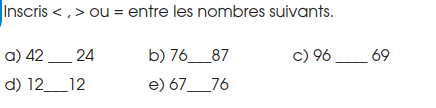 Inscris < , > ou = entre les nombres suivants.
a) 42 ___ 24 b) 76___87 c) 96 ____ 69
d) 12___12 e) 67___76